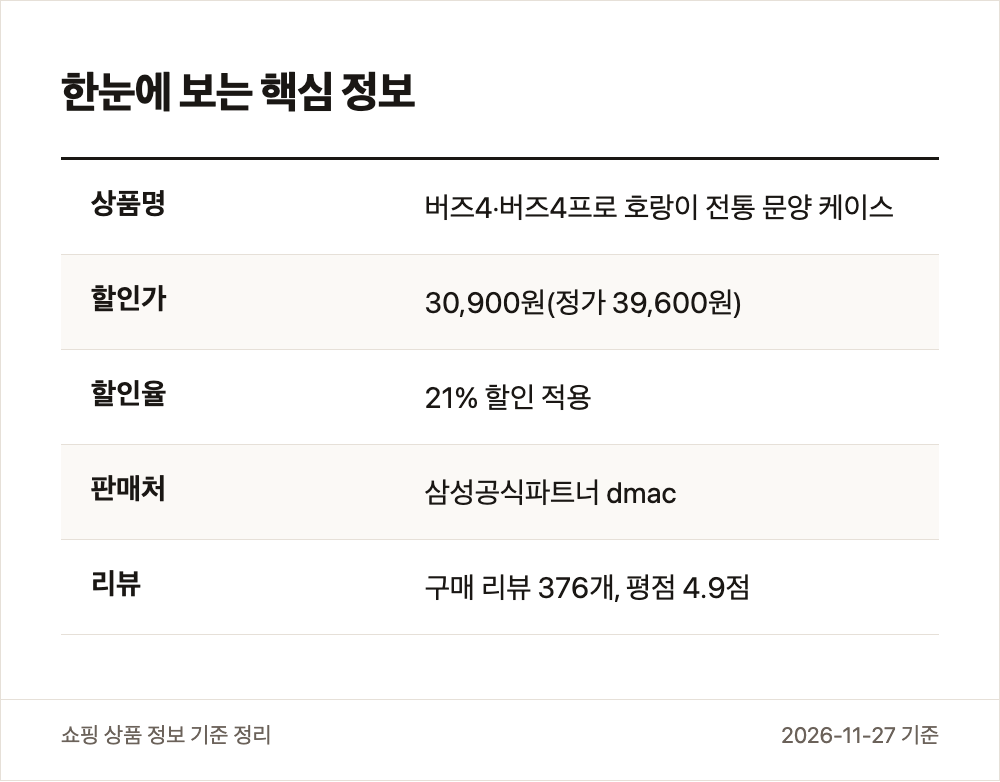 한눈에 보는 핵심 정보
상품명 버즈4·버즈4프로 호랑이 전통 문양 케이스
할인가 30,900원(정가 39,600원)
할인율 21% 할인 적용
판매처 삼성공식파트너 dmac
리뷰 구매 리뷰 376개, 평점 4.9점
쇼핑 상품 정보 기준 정리 2026-11-27 기준